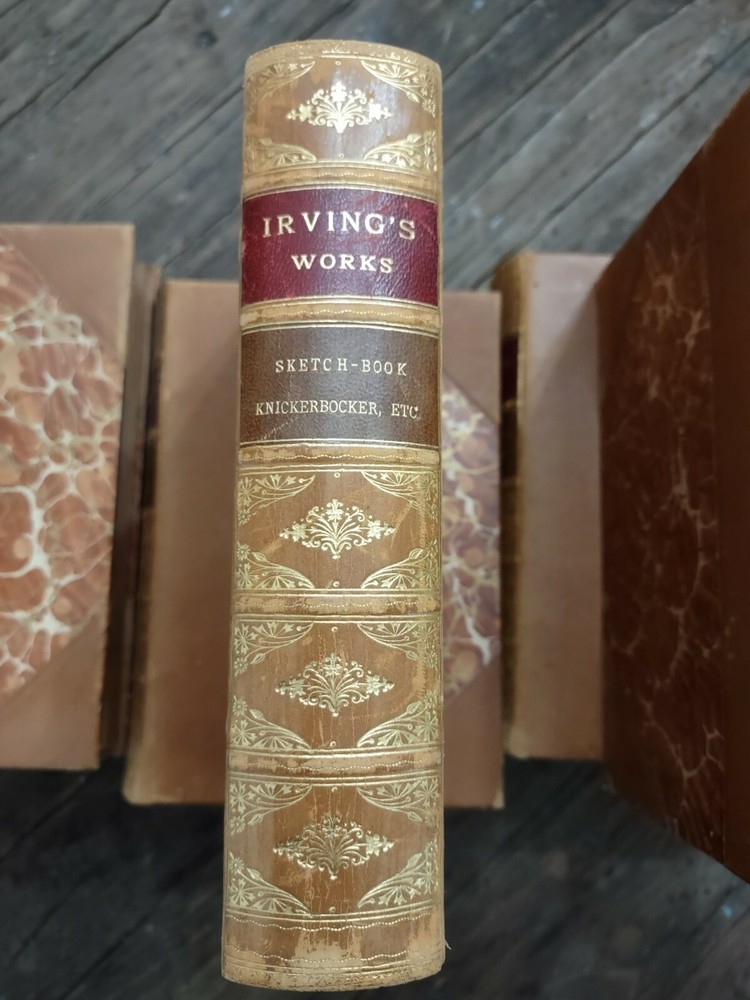 IRVING'S
WORKS
SKETCH-BOOK
KNICKERBOCKER, ETC.